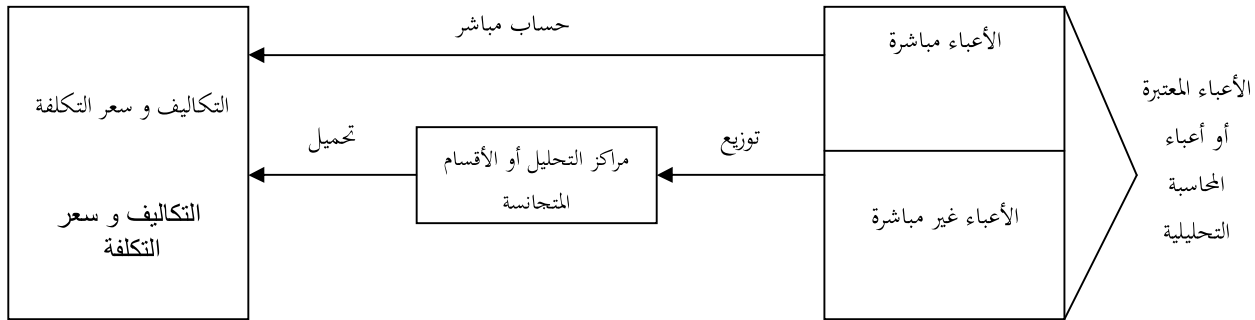 الأعباء المعتبرة
أو أعباء
المحاسبة
التحليلية
الأعباء مباشرة
الأعباء غير مباشرة
حساب مباشر
توزيع
مراكز التحليل أو الأقسام
المتجانسة
تحميل
التكاليف و سعر التكلفة
التكاليف و سعر
التكلفة